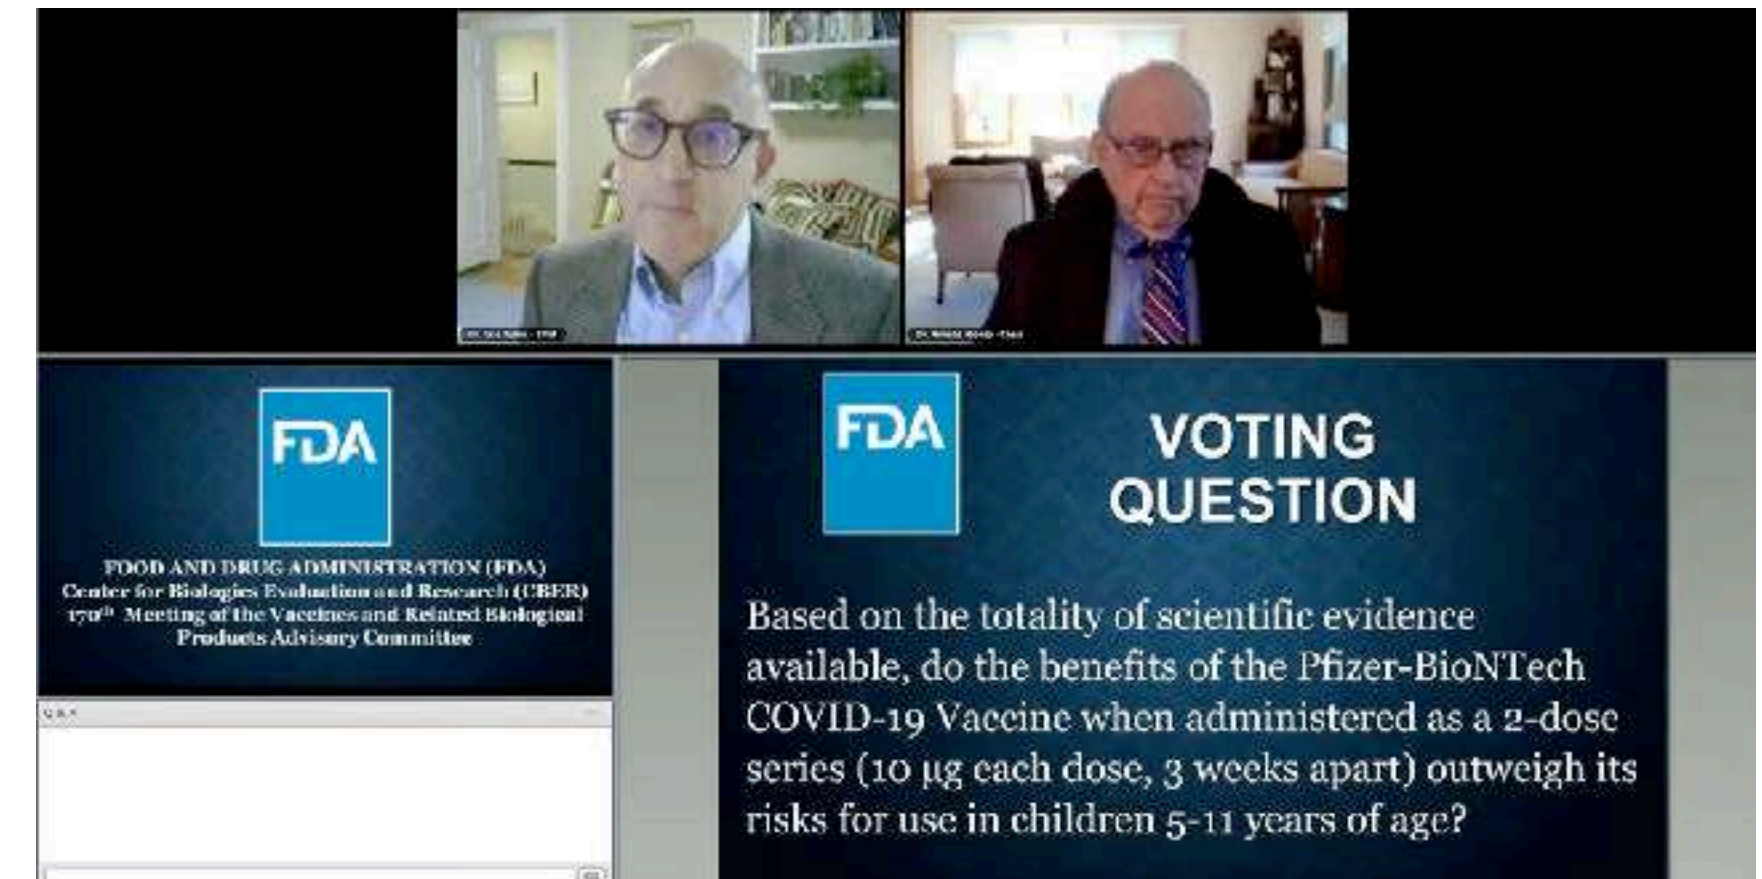 FDA
FOOD AND DRUG ADMINISTRATION (FDA)
Center for Biologics Evaluation and Research (CBER)
170th Meeting of the Vaccines and Related Biological
Products Advisory Committee
FDA
VOTING
QUESTION
Based on the totality of scientific evidence
available, do the benefits of the Pfizer-BioNTech
COVID-19 Vaccine when administered as a 2-dose
series (10 µg each dose, 3 weeks apart) outweigh its
risks for use in children 5-11 years of age?